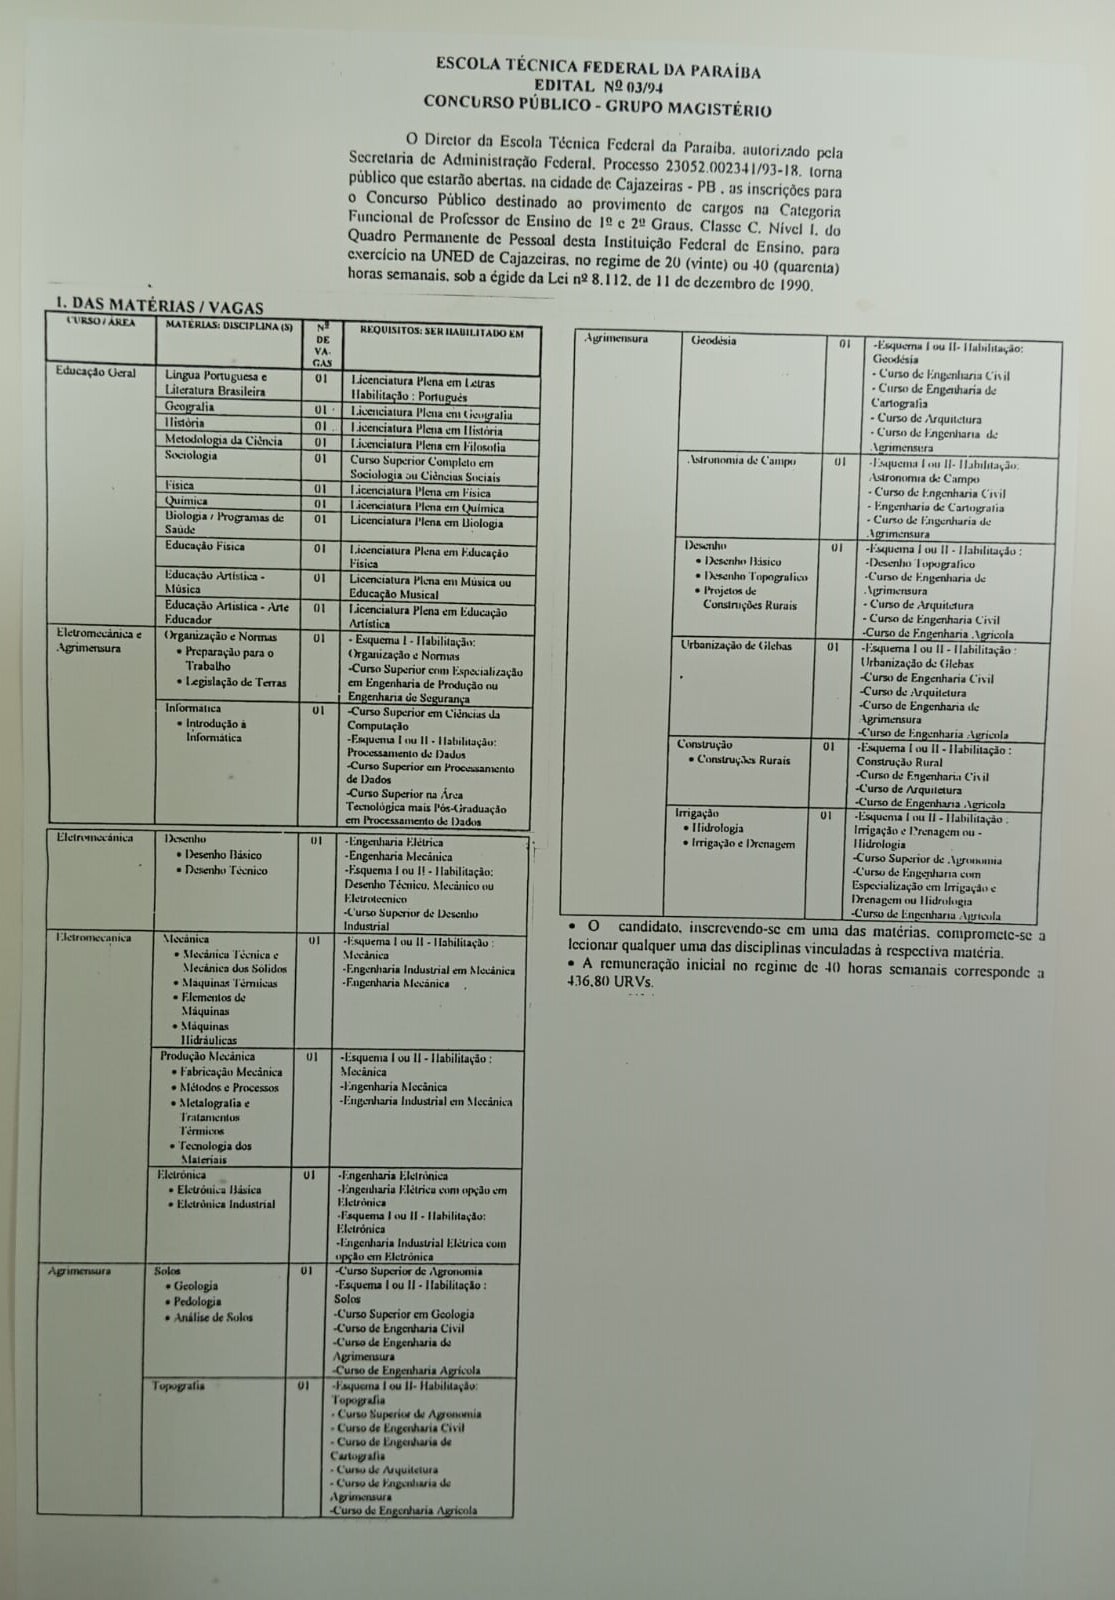 ESCOLA TÉCNICA FEDERAL DA PARAÍBA
EDITAL Nº 03/94
CONCURSO PÚBLICO - GRUPO MAGISTÉRIO
O Diretor da Escola Técnica Federal da Paraíba, autorizado pela
Secretaria de Administração Federal, Processo 23052.002341/93-18, torna
público que estarão abertas, na cidade de Cajazeiras - PB , as inscrições para
o Concurso Público destinado ao provimento de cargos na Categoria
Funcional de Professor de Ensino de 1º e 2º Graus, Classe C, Nível I, do
Quadro Permanente de Pessoal desta Instituição Federal de Ensino, para
exercício na UNED de Cajazeiras, no regime de 20 (vinte) ou 40 (quarenta)
horas semanais, sob a égide da Lei nº 8.112, de 11 de dezembro de 1990.
1. DAS MATÉRIAS / VAGAS
CURSO / ÁREA MATÉRIAS: DISCIPLINA (S) Nº DE VA- GAS REQUISITOS: SER HABILITADO EM
Educação Geral Língua Portuguesa e 01 Licenciatura Plena em Letras
Literatura Brasileira Habilitação : Português
Geografia 01 Licenciatura Plena em Geografia
História 01 Licenciatura Plena em História
Metodologia da Ciência 01 Licenciatura Plena em Filosofia
Sociologia 01 Curso Superior Completo em
Sociologia ou Ciências Sociais
Física 01 Licenciatura Plena em Física
Química 01 Licenciatura Plena em Química
Biologia / Programas de 01 Licenciatura Plena em Biologia
Saúde
Educação Física 01 Licenciatura Plena em Educação
Física
Educação Artística - 01 Licenciatura Plena em Música ou
Música Educação Musical
Educação Artística - Arte 01 Licenciatura Plena em Educação
Educador Artística
Eletromecânica e Organização e Normas 01 - Esquema I - Habilitação:
Agrimensura • Preparação para o Organização e Normas
Trabalho -Curso Superior com Especialização
• Legislação de Terras em Engenharia de Produção ou
Engenharia de Segurança
Informática 01 -Curso Superior em Ciências da
• Introdução à Computação
Informática -Esquema I ou II - Habilitação:
Processamento de Dados
-Curso Superior em Processamento
de Dados
-Curso Superior na Área
Tecnológica mais Pós-Graduação
em Processamento de Dados
Eletromecânica Desenho 01 -Engenharia Elétrica
• Desenho Básico -Engenharia Mecânica
• Desenho Técnico -Esquema I ou II - Habilitação:
Desenho Técnico, Mecânico ou
Eletrotecnico
-Curso Superior de Desenho
Industrial
Eletromecanica Mecânica 01 -Esquema I ou II - Habilitação :
• Mecânica Técnica e Mecânica
Mecânica dos Sólidos -Engenharia Industrial em Mecânica
• Máquinas Térmicas -Engenharia Mecânica
• Elementos de
Máquinas
• Máquinas
Hidráulicas
Produção Mecânica 01 -Esquema I ou II - Habilitação :
• Fabricação Mecânica Mecânica
• Métodos e Processos -Engenharia Mecânica
• Metalografia e -Engenharia Industrial em Mecânica
Tratamentos
Térmicos
• Tecnologia dos
Materiais
Eletrônica 01 -Engenharia Eletrônica
• Eletrônica Básica -Engenharia Elétrica com opção em
• Eletrônica Industrial Eletrônica
-Esquema I ou II - Habilitação:
Eletrônica
-Engenharia Industrial Elétrica com
opção em Eletrônica
Agrimensura Solos 01 -Curso Superior de Agronomia
• Geologia -Esquema I ou II - Habilitação :
• Pedologia Solos
• Análise de Solos -Curso Superior em Geologia
-Curso de Engenharia Civil
-Curso de Engenharia de
Agrimensura
-Curso de Engenharia Agrícola
Topografia 01 -Esquema I ou II- Habilitação:
Topografia
- Curso Superior de Agronomia
- Curso de Engenharia Civil
- Curso de Engenharia de
Cartografia
- Curso de Arquitetura
- Curso de Engenharia de
Agrimensura
-Curso de Engenharia Agrícola
Agrimensura Geodésia 01 -Esquema I ou II- Habilitação:
Geodésia
- Curso de Engenharia Civil
- Curso de Engenharia de
Cartografia
- Curso de Arquitetura
- Curso de Engenharia de
Agrimensura
Astronomia de Campo 01 -Esquema I ou II- Habilitação:
Astronomia de Campo
- Curso de Engenharia Civil
- Engenharia de Cartografia
- Curso de Engenharia de
Agrimensura
Desenho 01 -Esquema I ou II - Habilitação :
• Desenho Básico -Desenho Topografico
• Desenho Topografico -Curso de Engenharia de
• Projetos de Agrimensura
Construções Rurais - Curso de Arquitetura
- Curso de Engenharia Civil
-Curso de Engenharia Agrícola
Urbanização de Glebas 01 -Esquema I ou II - Habilitação :
Urbanização de Glebas
-Curso de Engenharia Civil
-Curso de Arquitetura
-Curso de Engenharia de
Agrimensura
-Curso de Engenharia Agrícola
Construção 01 -Esquema I ou II - Habilitação :
• Construções Rurais Construção Rural
-Curso de Engenharia Civil
-Curso de Arquitetura
-Curso de Engenharia Agrícola
Irrigação 01 -Esquema I ou II - Habilitação .
• Hidrologia Irrigação e Drenagem ou -
• Irrigação e Drenagem Hidrologia
-Curso Superior de Agronomia
-Curso de Engenharia com
Especialização em Irrigação e
Drenagem ou Hidrologia
-Curso de Engenharia Agrícola
• O candidato, inscrevendo-se em uma das matérias, compromete-se a
lecionar qualquer uma das disciplinas vinculadas à respectiva matéria.
• A remuneração inicial no regime de 40 horas semanais corresponde a
436,80 URVs.